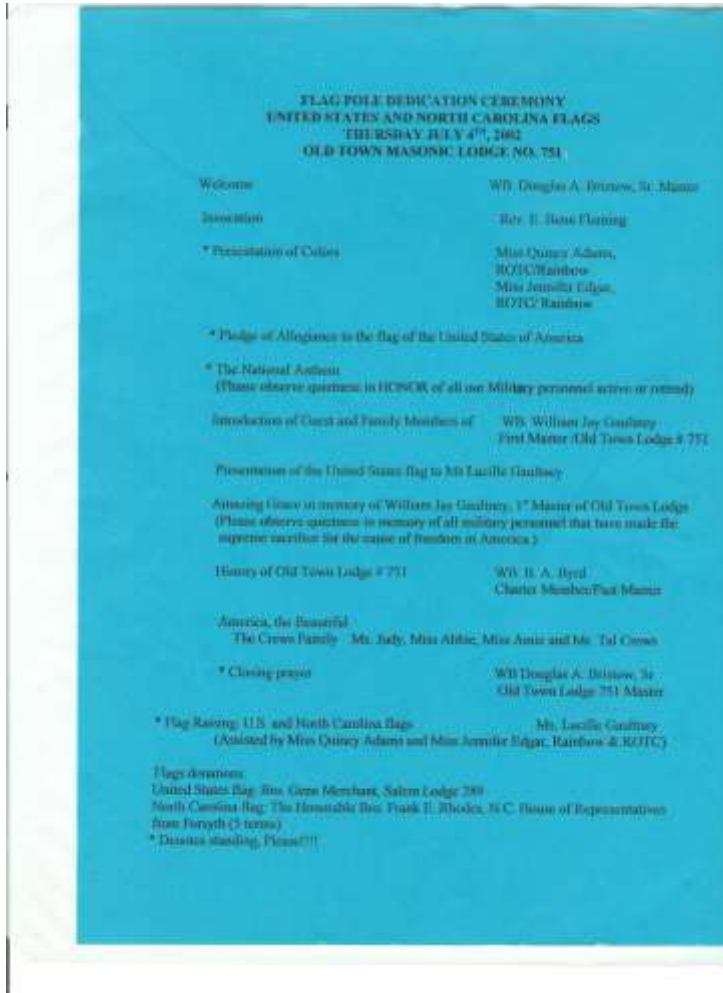 FLAG POLE DEDICATION CEREMONY
UNITED STATES AND NORTH CAROLINA FLAGS
THURSDAY JULY 4TH, 2002
OLD TOWN MASONIC LODGE NO. 751
Welcome WB. Douglas A. Bristow, Sr. Master
Invocation Rev. E. Fleming
* Presentation of Colors Miss Quincy Adams,
ROTC/Rainbow
Miss Jennifer Edgar,
ROTC/ Rainbow
* Pledge of Allegiance to the flag of the United States of America
* The National Anthem
(Please observe quietness in HONOR of all our Military personnel active or retired)
Introduction of Guest and Family Members of WB. William Jay Gaultney
First Master /Old Town Lodge # 751
Presentation of the United States flag to Ms Lucille Gaultney
Amazing Grace in memory of William Jay Gaultney, 1st Master of Old Town Lodge
(Please observe quietness in memory of all military personnel that have made the
supreme sacrifice for the cause of freedom in America.)
History of Old Town Lodge # 751 WB. B. A. Byrd
Charter Member/Past Master
America, the Beautiful
The Crews Family Ms. Judy, Miss Abbie, Miss Amie and Mr. Tal Crews
* Closing prayer WB Douglas A. Bristow, Sr
Old Town Lodge 751 Master
* Flag Raising: U.S. and North Carolina flags Ms. Lucille Gaultney
(Assisted by Miss Quincy Adams and Miss Jennifer Edgar, Rainbow & ROTC)
Flags donations:
United States flag: Bro. Gene Merchant, Salem Lodge 289
North Carolina flag: The Honorable Bro. Frank E. Rhodes, N.C. House of Representatives
from Forsyth (5 terms)
* Denotes standing, Please!!!!